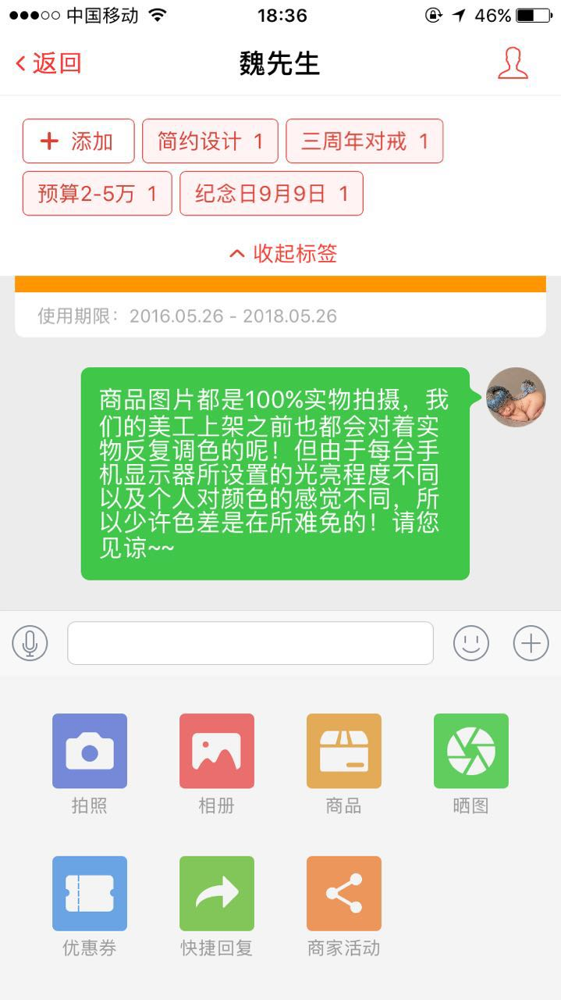 中国移动 18:36 46%
返回 魏先生
添加 简约设计 1 三周年对戒 1
预算2-5万 1 纪念日9月9日 1
收起标签
使用期限：2016.05.26 - 2018.05.26
商品图片都是100%实物拍摄，我
们的美工上架之前也都会对着实
物反复调色的呢！但由于每台手
机显示器所设置的光亮程度不同
以及个人对颜色的感觉不同，所
以少许色差是在所难免的！请您
见谅~~
拍照 相册 商品 晒图
优惠券 快捷回复 商家活动